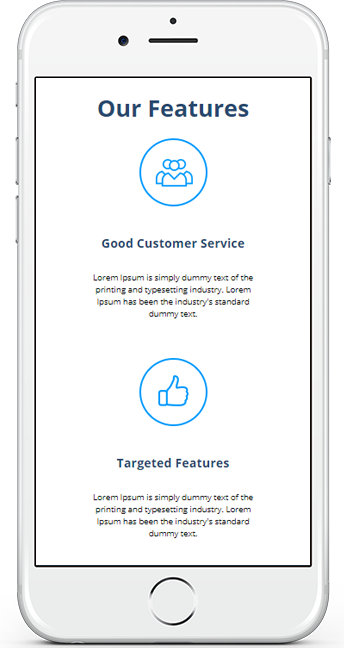 Our Features
Good Customer Service
Lorem Ipsum is simply dummy text of the
printing and typesetting industry. Lorem
Ipsum has been the industry's standard
dummy text.
Targeted Features
Lorem Ipsum is simply dummy text of the
printing and typesetting industry. Lorem
Ipsum has been the industry's standard
dummy text.